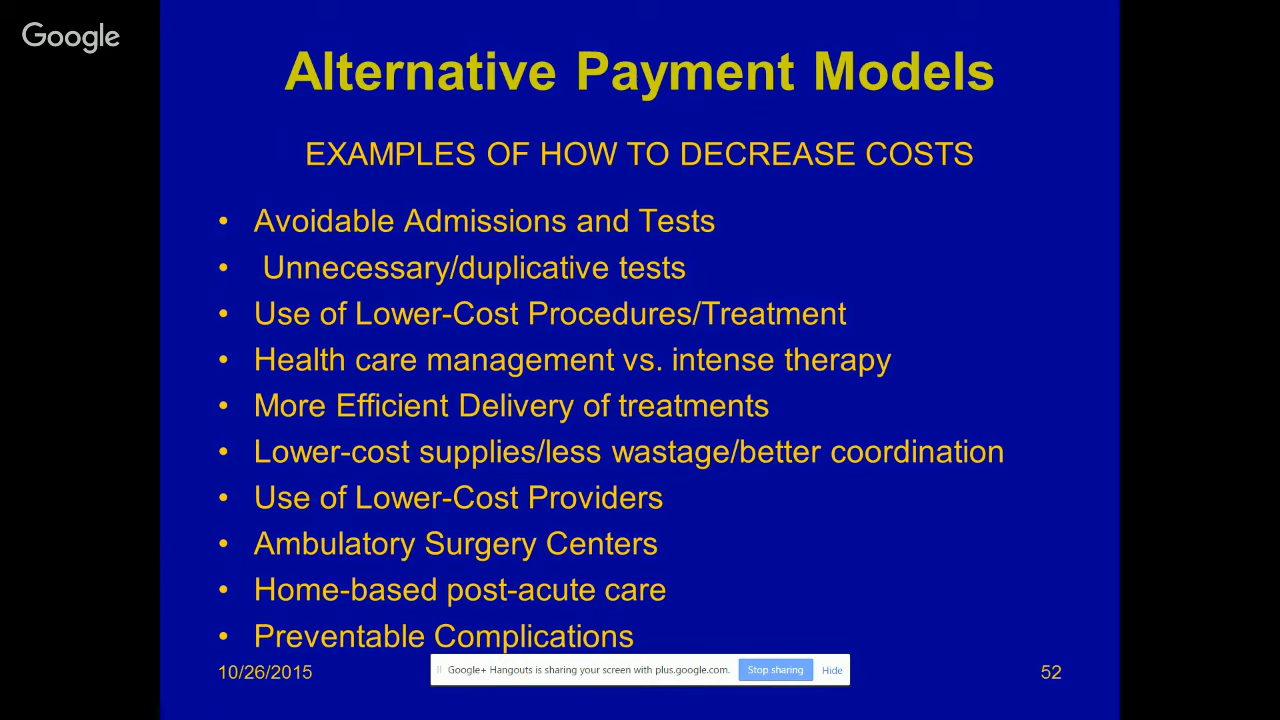 Google
Alternative Payment Models
EXAMPLES OF HOW TO DECREASE COSTS
• Avoidable Admissions and Tests
• Unnecessary/duplicative tests
• Use of Lower-Cost Procedures/Treatment
• Health care management vs. intense therapy
• More Efficient Delivery of treatments
• Lower-cost supplies/less wastage/better coordination
• Use of Lower-Cost Providers
• Ambulatory Surgery Centers
• Home-based post-acute care
• Preventable Complications
10/26/2015
Google+ Hangouts is sharing your screen with plus.google.com. Stop sharing Hide
52